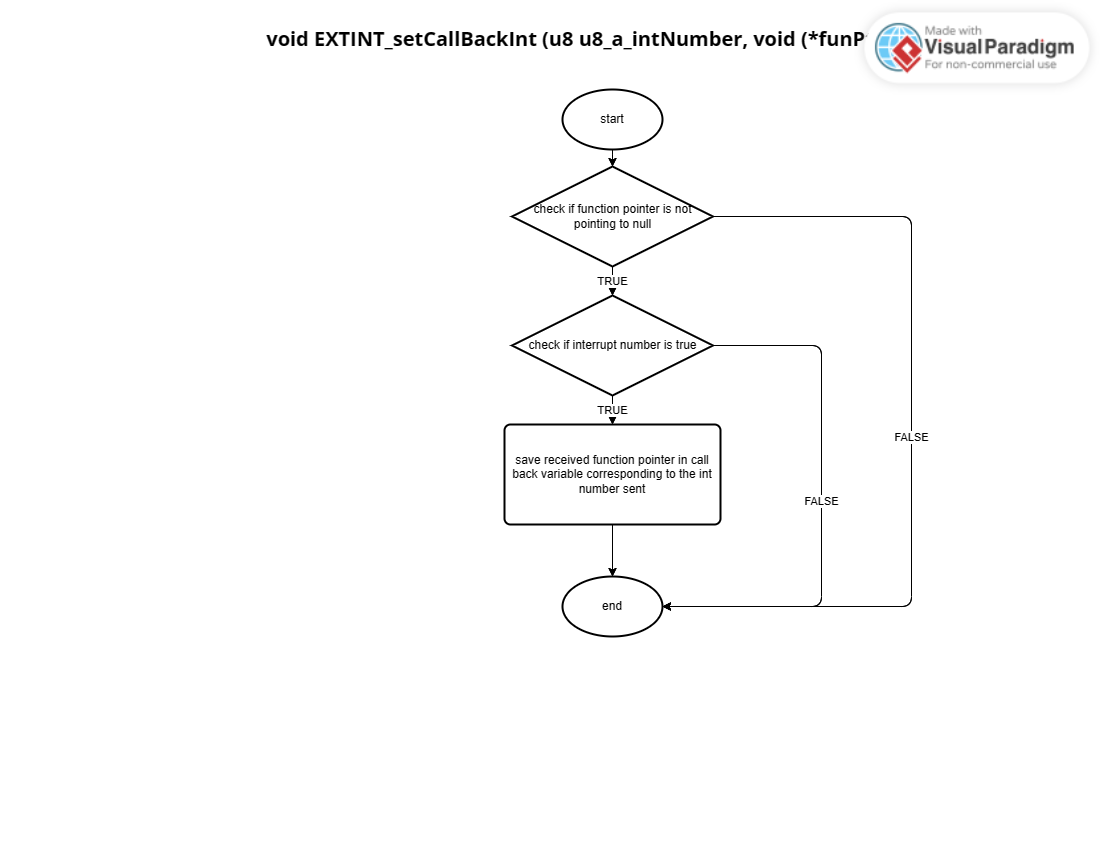 void EXTINT_setCallBackInt (u8 u8_a_intNumber, void (*funP
Made with
VisualParadigm
For non-commercial use
start
check if function pointer is not
pointing to null
TRUE
check if interrupt number is true
TRUE
FALSE
save received function pointer in call
back variable corresponding to the int
number sent
FALSE
end